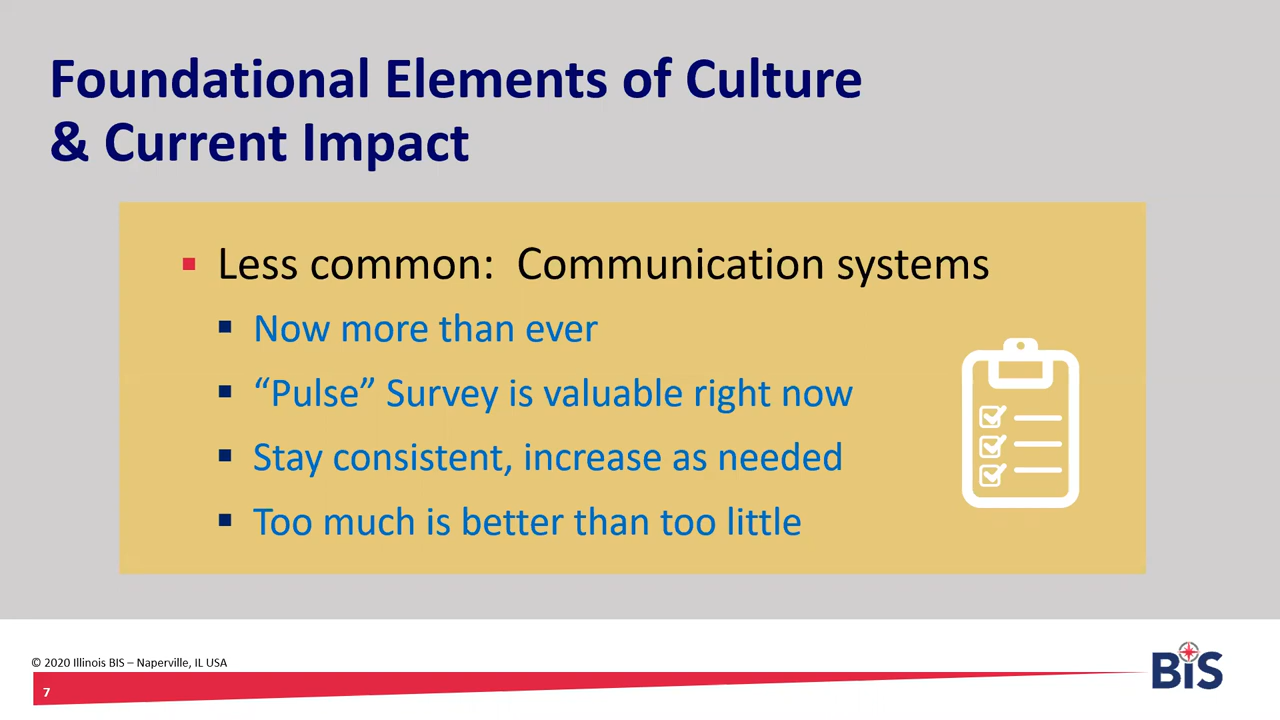 Foundational Elements of Culture
& Current Impact
Less common:  Communication systems
Now more than ever
“Pulse” Survey is valuable right now
Stay consistent, increase as needed
Too much is better than too little
© 2020 Illinois BIS – Naperville, IL USA
7
BIS